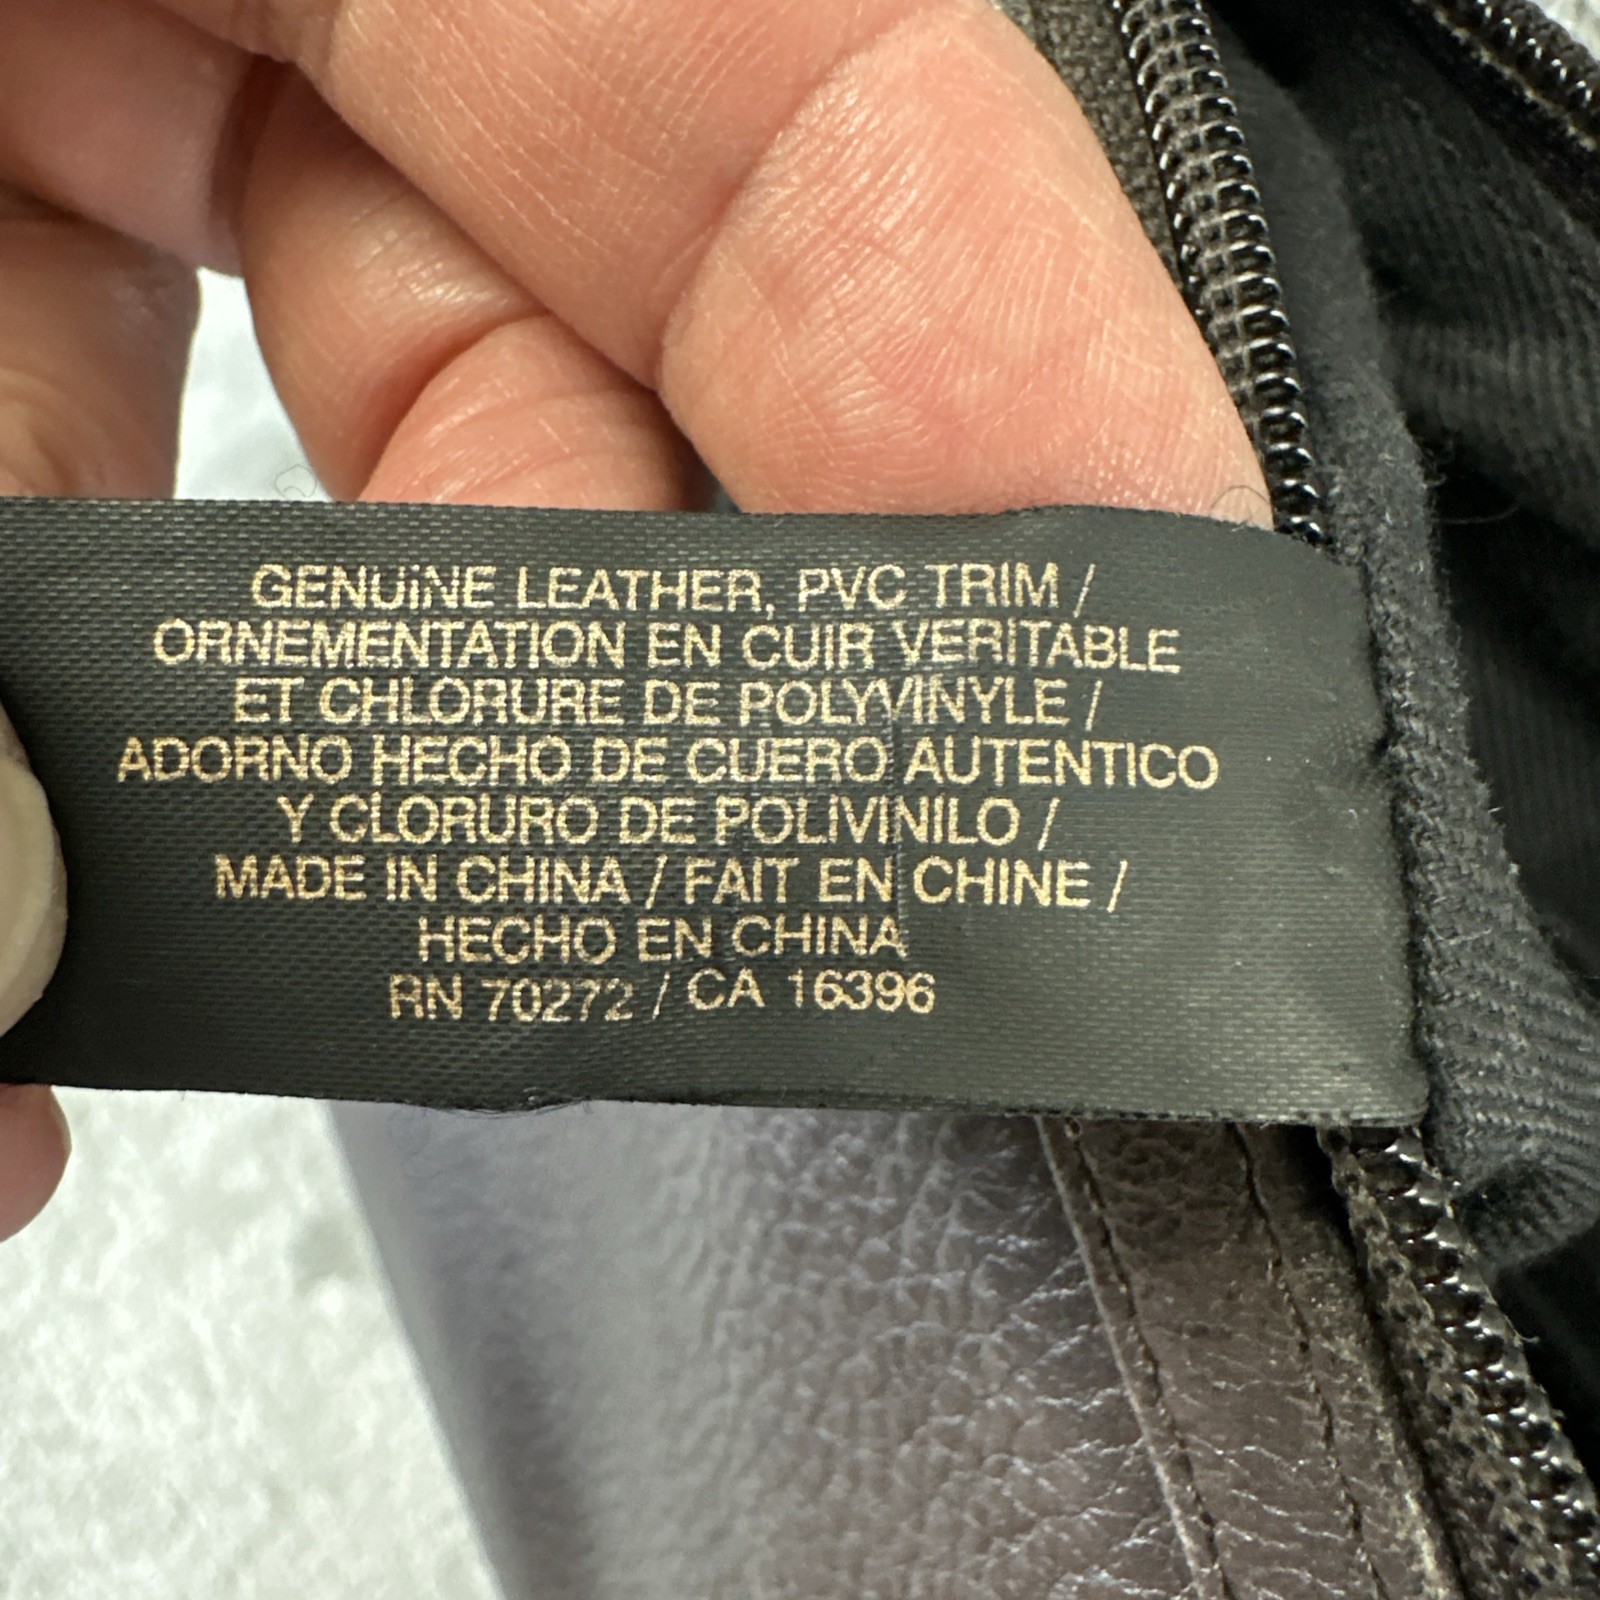 GENUINE LEATHER, PVC TRIM /
ORNEMENTATION EN CUIR VERITABLE
ET CHLORURE DE POLYVINYLE /
ADORNO HECHO DE CUERO AUTENTICO
Y CLORURO DE POLIVINILO /
MADE IN CHINA / FAIT EN CHINE /
HECHO EN CHINA
RN 70272 / CA 16396